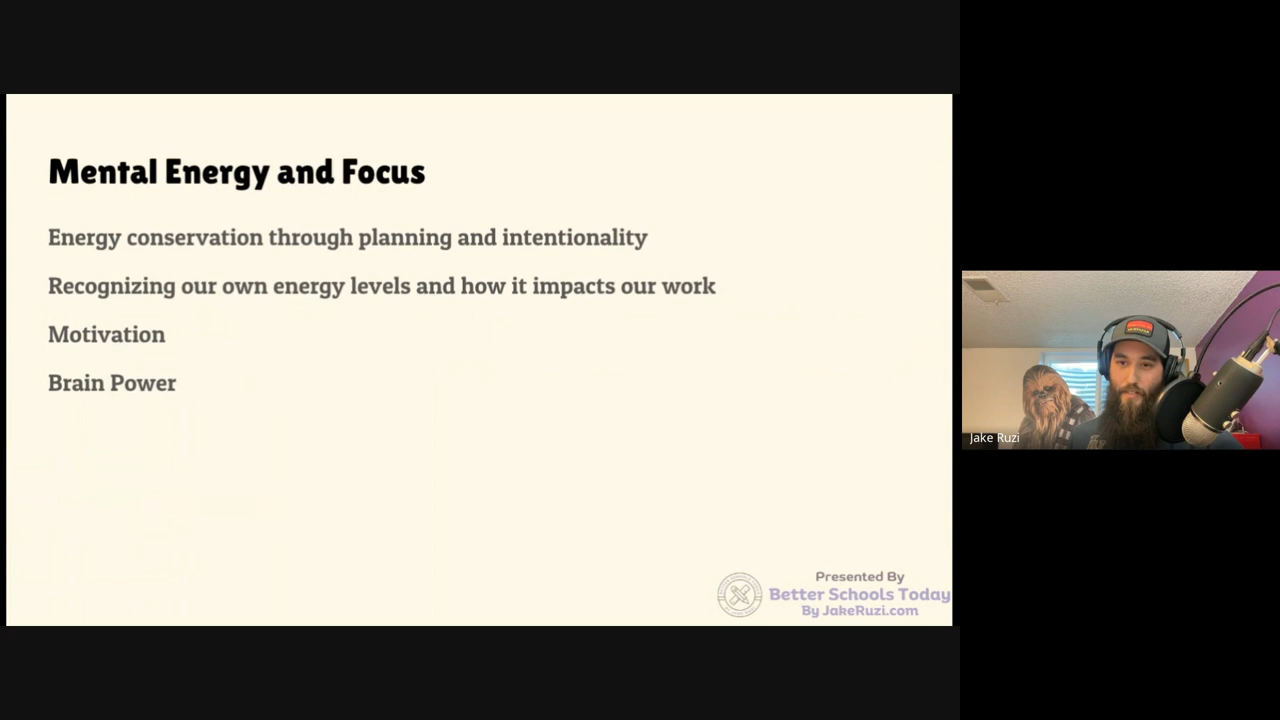 Mental Energy and Focus
Energy conservation through planning and intentionality
Recognizing our own energy levels and how it impacts our work
Motivation
Brain Power
Presented By
Better Schools Today
By JakeRuzi.com
Jake Ruzi